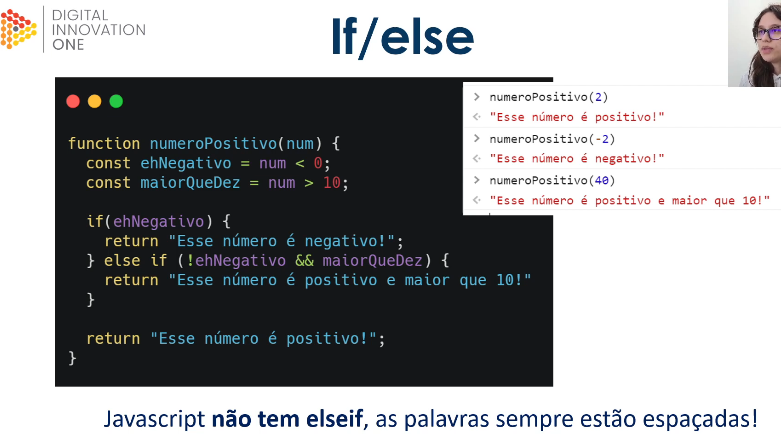 DIGITAL
INNOVATION
ONE
If/else
function numeroPositivo(num) {
  const ehNegativo = num < 0;
  const maiorQueDez = num > 10;

  if(ehNegativo) {
    return "Esse número é negativo!";
  } else if (!ehNegativo && maiorQueDez) {
    return "Esse número é positivo e maior que 10!"
  }

  return "Esse número é positivo!";
}
> numeroPositivo(2)
<· "Esse número é positivo!"
> numeroPositivo(-2)
<· "Esse número é negativo!"
> numeroPositivo(40)
<· "Esse número é positivo e maior que 10!"
Javascript não tem elseif, as palavras sempre estão espaçadas!